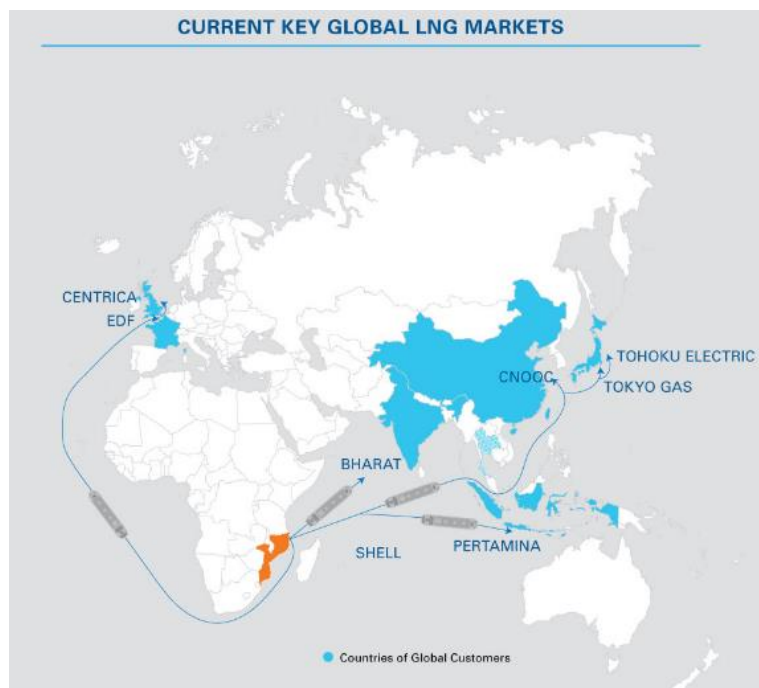 CURRENT KEY GLOBAL LNG MARKETS
CENTRICA
EDF
CNOOC
TOHOKU ELECTRIC
TOKYO GAS
BHARAT
SHELL
PERTAMINA
Countries of Global Customers